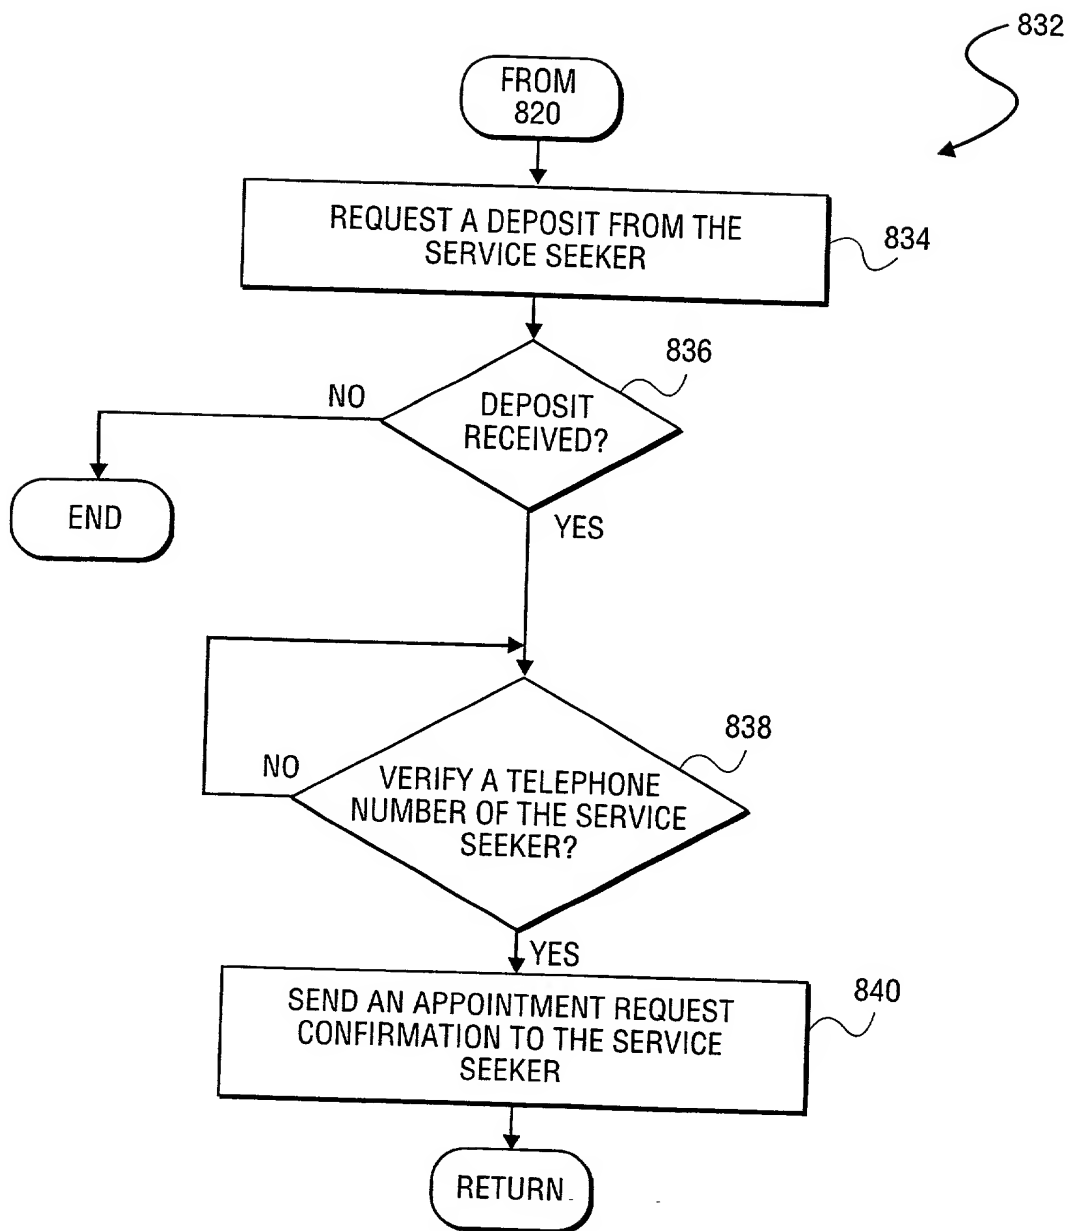 832
FROM
820
REQUEST A DEPOSIT FROM THE
SERVICE SEEKER
834
836
NO
DEPOSIT
RECEIVED?
END
YES
838
NO
VERIFY A TELEPHONE
NUMBER OF THE SERVICE
SEEKER?
YES
SEND AN APPOINTMENT REQUEST
CONFIRMATION TO THE SERVICE
SEEKER
840
RETURN